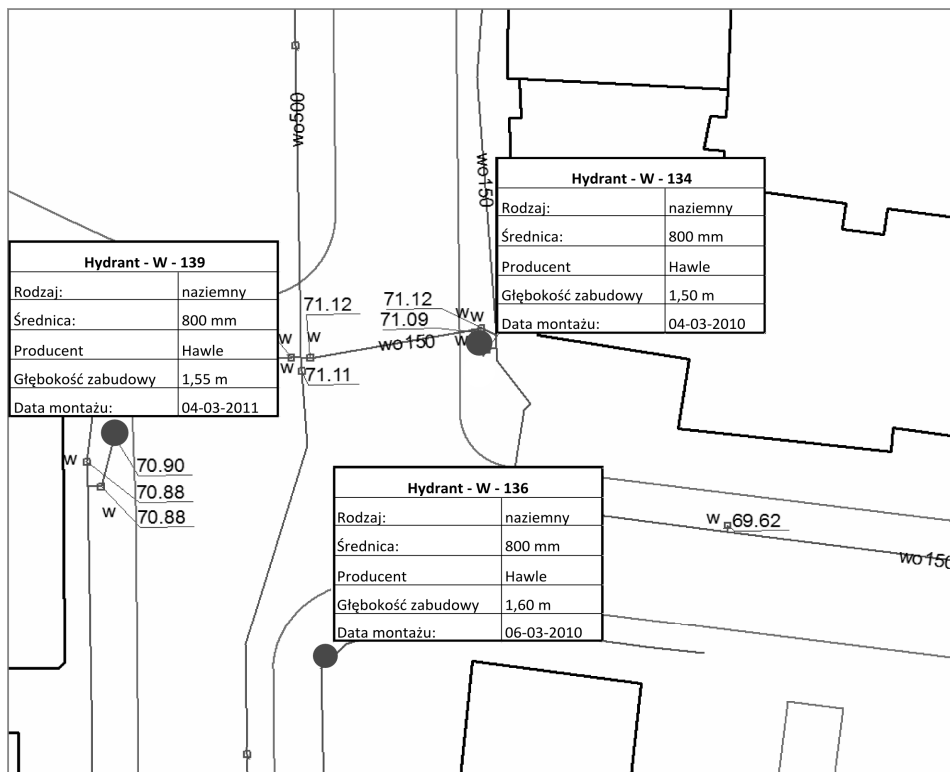 wo500
wo150
Hydrant - W - 134
Rodzaj: naziemny
Średnica: 800 mm
Producent Hawle
Głębokość zabudowy 1,50 m
Data montażu: 04-03-2010
Hydrant - W - 139
Rodzaj: naziemny
Średnica: 800 mm
Producent Hawle
Głębokość zabudowy 1,55 m
Data montażu: 04-03-2011
71.12
71.12
w w
71.09
w w
wo150
w
w
71.11
w
70.90
70.88
w
70.88
Hydrant - W - 136
Rodzaj: naziemny
Średnica: 800 mm
Producent Hawle
Głębokość zabudowy 1,60 m
Data montażu: 06-03-2010
w 69.62
wo150